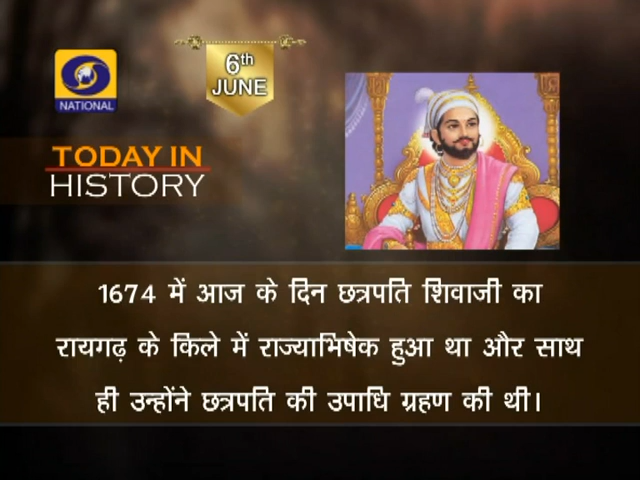 NATIONAL
6th
JUNE
TODAY IN
HISTORY
1674 में आज के दिन छत्रपति शिवाजी का
रायगढ़ के किले में राज्याभिषेक हुआ था और साथ
ही उन्होंने छत्रपति की उपाधि ग्रहण की थी।